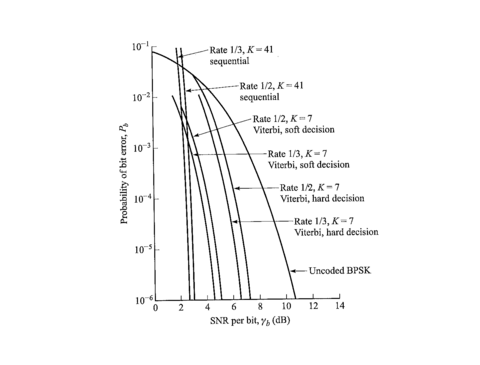 10⁻¹
10⁻²
10⁻³
10⁻⁴
10⁻⁵
10⁻⁶
Probability of bit error, P_b
Rate 1/3, K = 41
sequential
Rate 1/2, K = 41
sequential
Rate 1/2, K = 7
Viterbi, soft decision
Rate 1/3, K = 7
Viterbi, soft decision
Rate 1/2, K = 7
Viterbi, hard decision
Rate 1/3, K = 7
Viterbi, hard decision
Uncoded BPSK
0 2 4 6 8 10 12 14
SNR per bit, γ_b (dB)